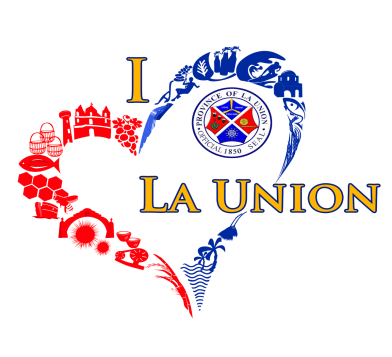 I
PROVINCE OF LA UNION
OFFICIAL 1850 SEAL
LA UNION